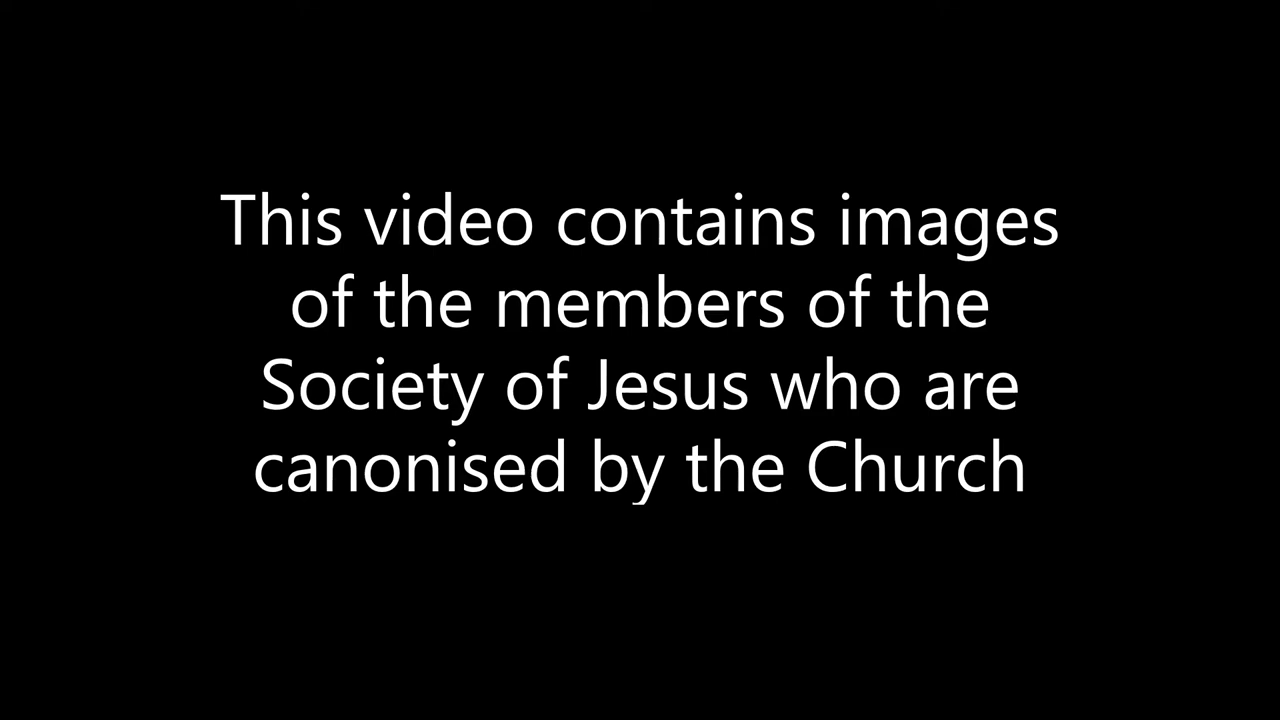 This video contains images
of the members of the
Society of Jesus who are
canonised by the Church